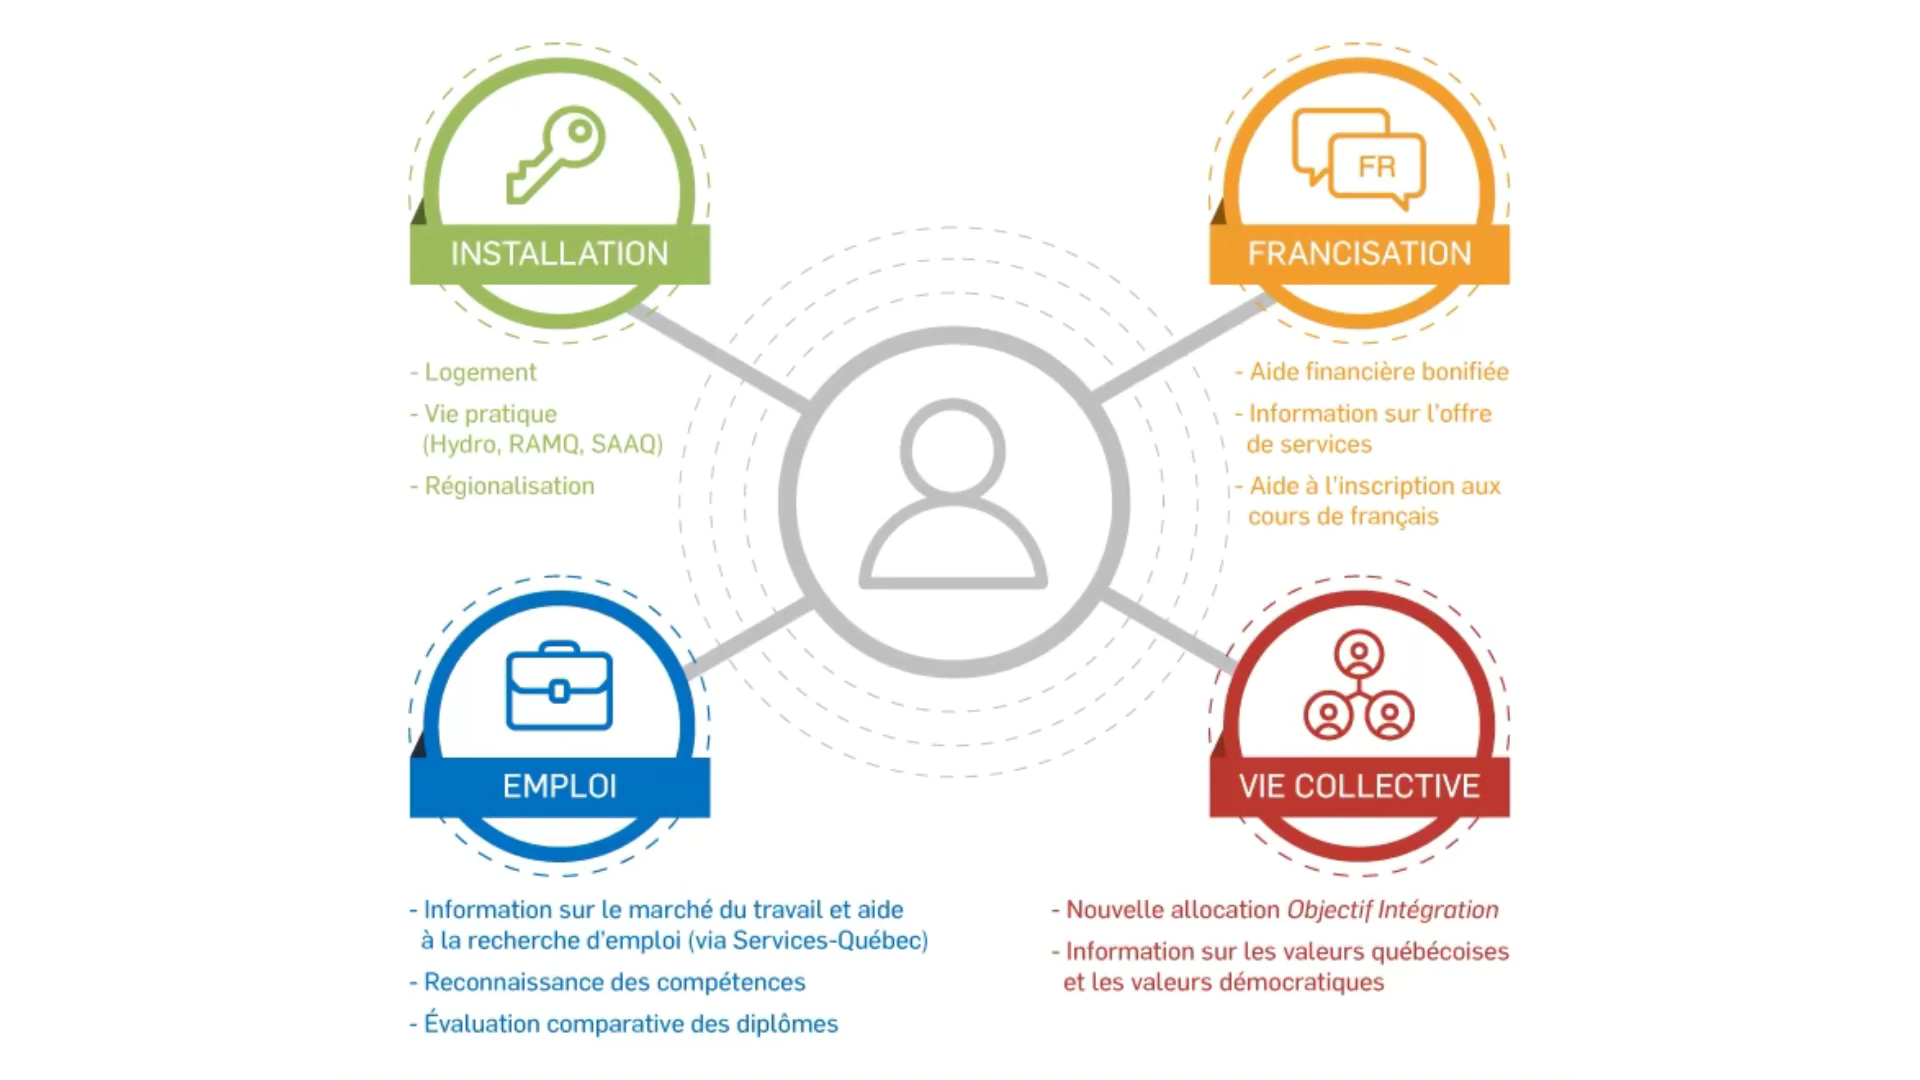 INSTALLATION
- Logement
- Vie pratique
(Hydro, RAMQ, SAAQ)
- Régionalisation
FR
FRANCISATION
- Aide financière bonifiée
- Information sur l'offre
de services
- Aide à l'inscription aux
cours de français
EMPLOI
- Information sur le marché du travail et aide
à la recherche d'emploi (via Services-Québec)
- Reconnaissance des compétences
- Évaluation comparative des diplômes
VIE COLLECTIVE
- Nouvelle allocation Objectif Intégration
- Information sur les valeurs québécoises
et les valeurs démocratiques